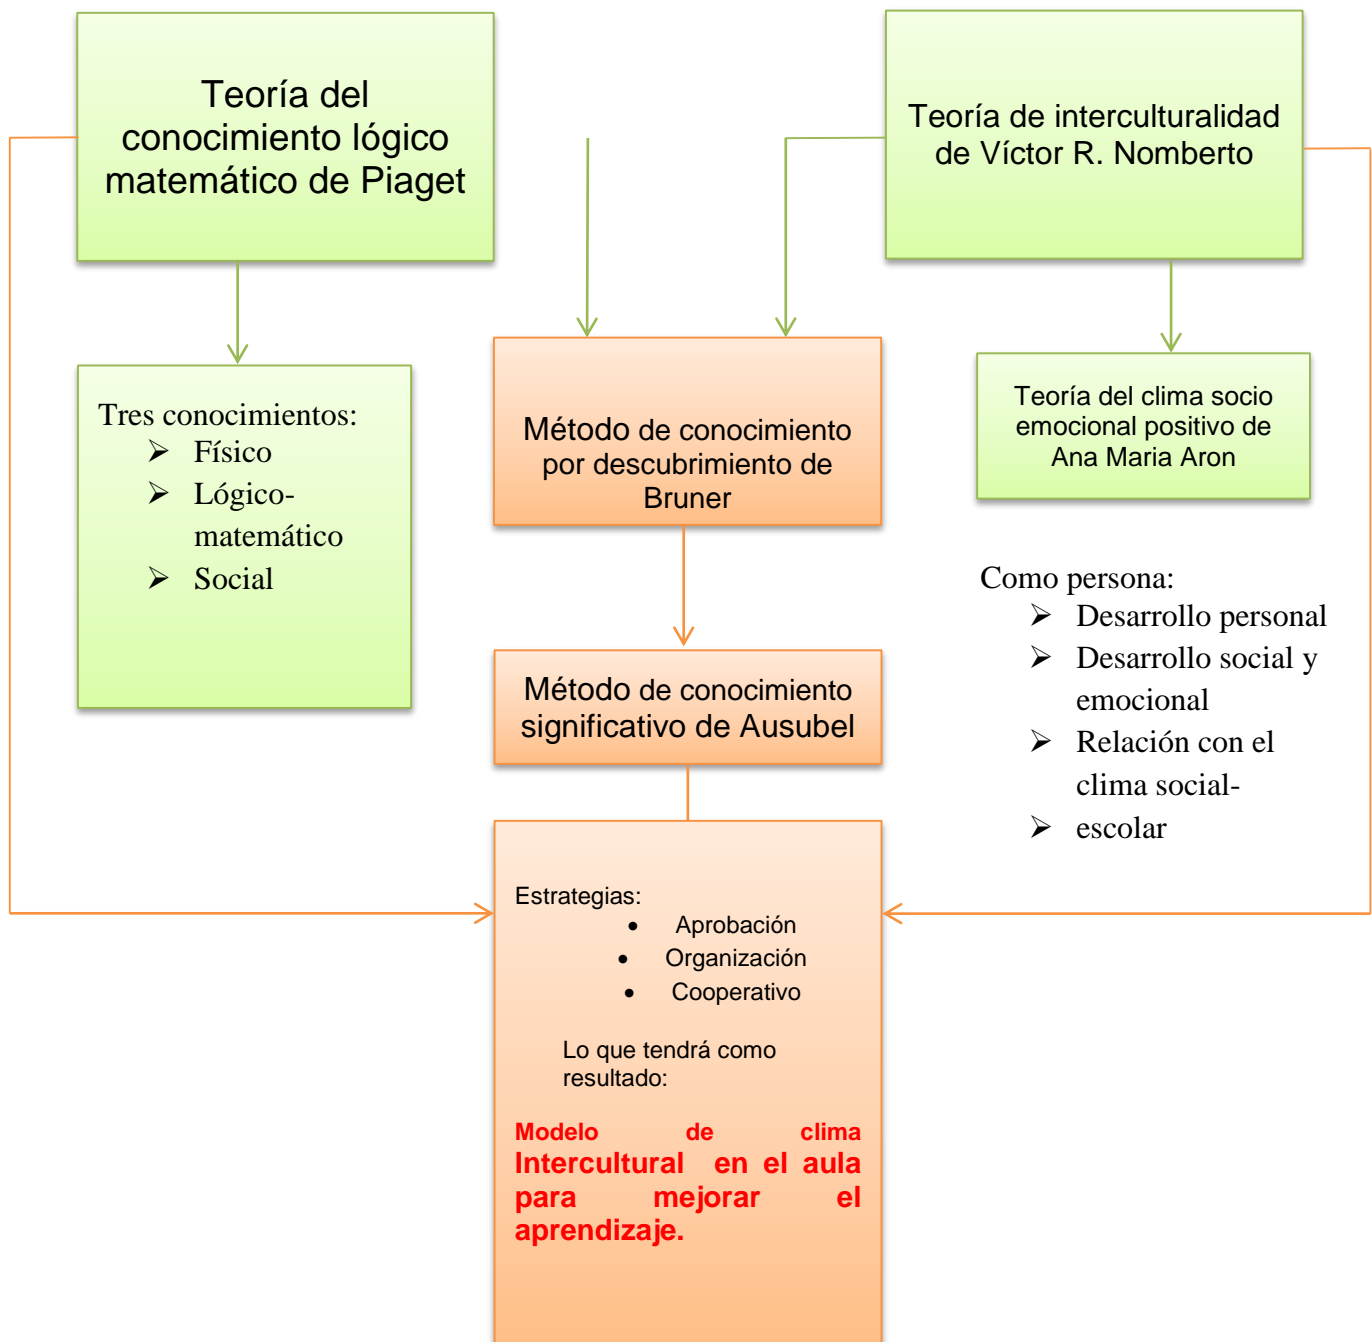 Teoría del
conocimiento lógico
matemático de Piaget
Teoría de interculturalidad
de Víctor R. Nomberto
Tres conocimientos:
➢ Físico
➢ Lógico-
matemático
➢ Social
Método de conocimiento
por descubrimiento de
Bruner
Teoría del clima socio
emocional positivo de
Ana Maria Aron
Como persona:
➢ Desarrollo personal
➢ Desarrollo social y
emocional
➢ Relación con el
clima social-
➢ escolar
Método de conocimiento
significativo de Ausubel
Estrategias:
• Aprobación
• Organización
• Cooperativo
Lo que tendrá como
resultado:
Modelo de clima
Intercultural en el aula
para mejorar el
aprendizaje.